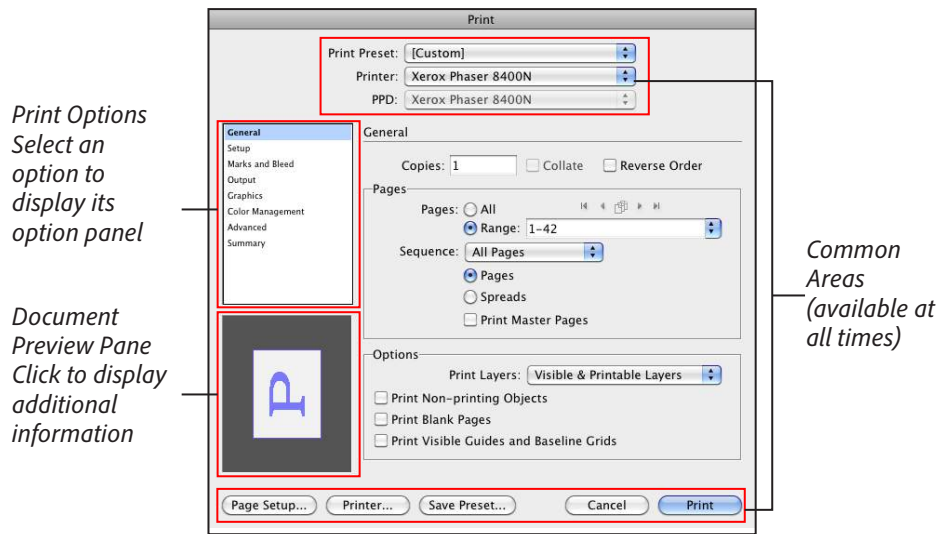 Print
Print Preset: [Custom]
Printer: Xerox Phaser 8400N
PPD: Xerox Phaser 8400N
Print Options
Select an
option to
display its
option panel
General
Setup
Marks and Bleed
Output
Graphics
Color Management
Advanced
Summary
General
Copies: 1 Collate Reverse Order
Pages
Pages: All
Range: 1-42
Sequence: All Pages
Pages
Spreads
Print Master Pages
Common
Areas
(available at
all times)
Document
Preview Pane
Click to display
additional
information
P
Options
Print Layers: Visible & Printable Layers
Print Non-printing Objects
Print Blank Pages
Print Visible Guides and Baseline Grids
Page Setup... Printer... Save Preset... Cancel Print